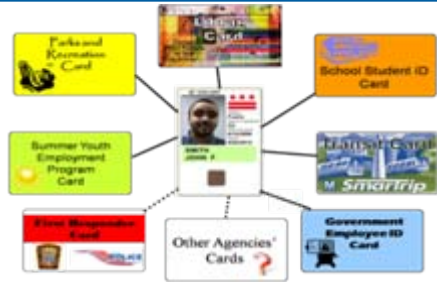 Library
Card
Parks and
Recreation
Card
School Student ID
Card
SMITH
JOHN F
Summer Youth
Employment
Program
Card
Transit Card
M SmarTrip
First Responder
Card
POLICE
Other Agencies'
Cards ?
Government
Employee ID
Card